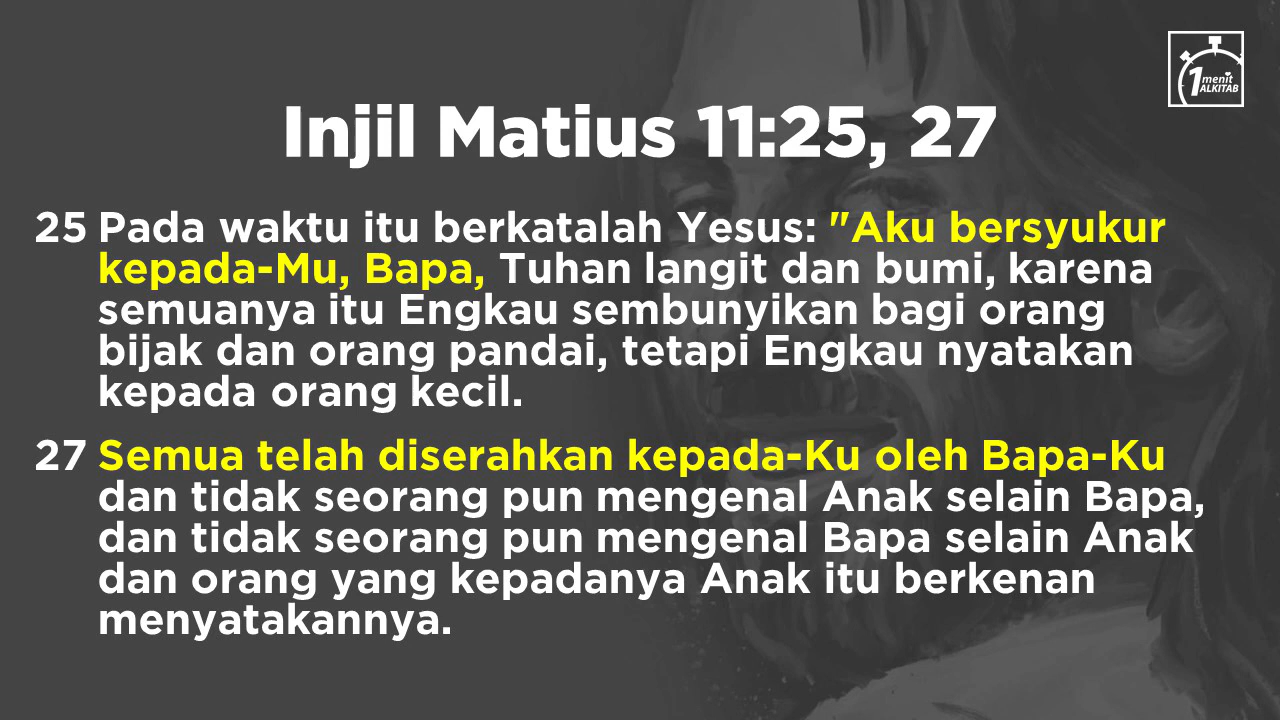 1 menit
ALKITAB
Injil Matius 11:25, 27
25 Pada waktu itu berkatalah Yesus: "Aku bersyukur
kepada-Mu, Bapa, Tuhan langit dan bumi, karena
semuanya itu Engkau sembunyikan bagi orang
bijak dan orang pandai, tetapi Engkau nyatakan
kepada orang kecil.
27 Semua telah diserahkan kepada-Ku oleh Bapa-Ku
dan tidak seorang pun mengenal Anak selain Bapa,
dan tidak seorang pun mengenal Bapa selain Anak
dan orang yang kepadanya Anak itu berkenan
menyatakannya.